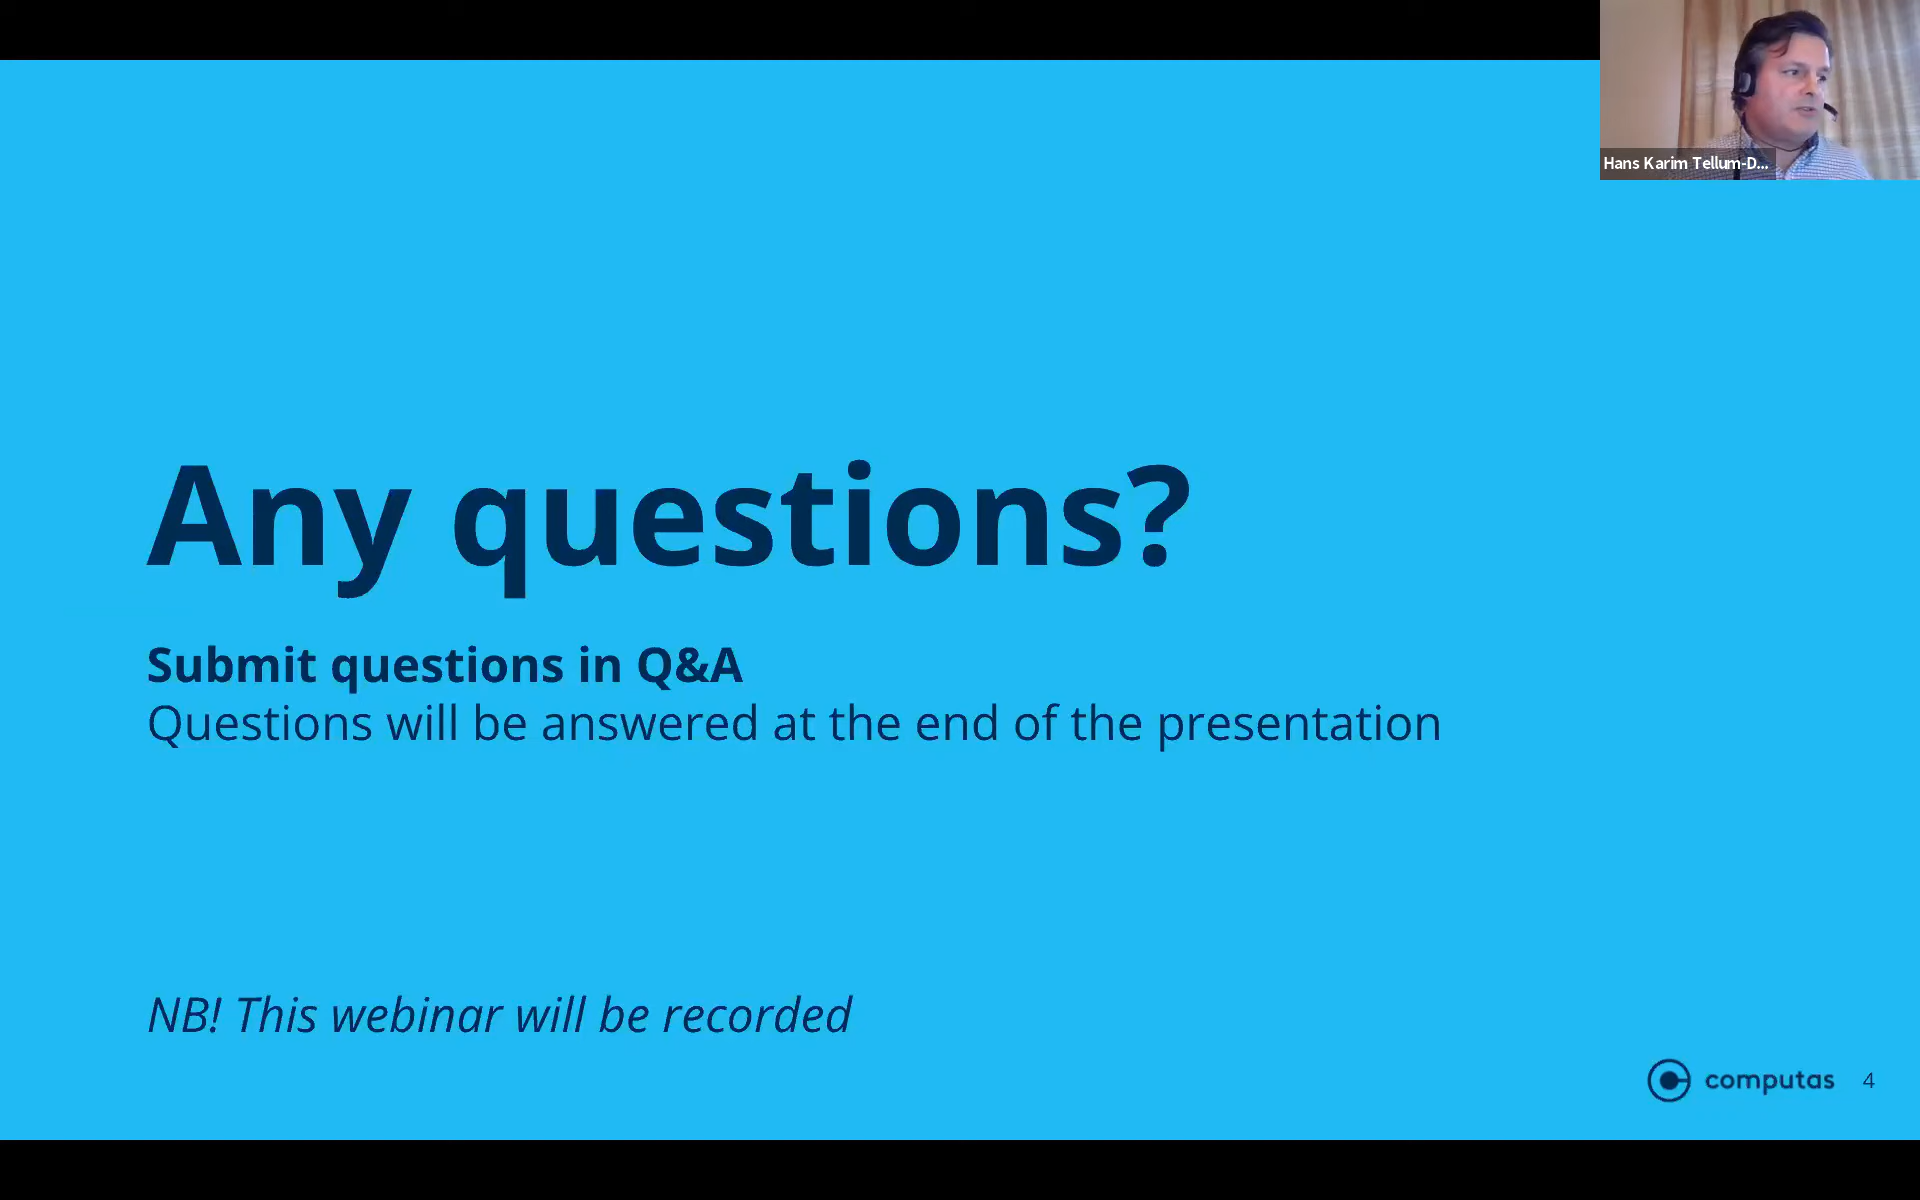 Hans Karim Tellum-D...
Any questions?
Submit questions in Q&A
Questions will be answered at the end of the presentation
NB! This webinar will be recorded
computas 4